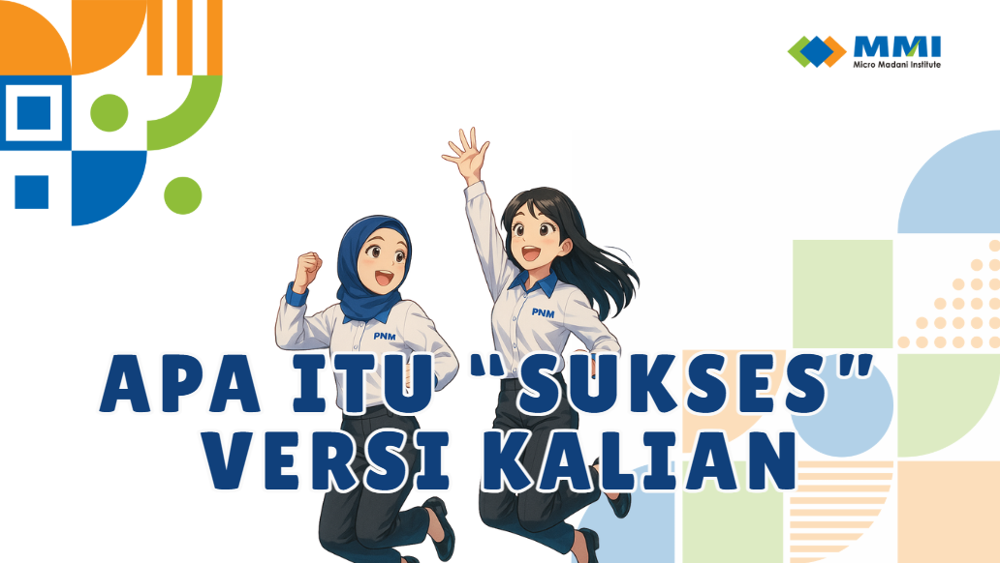 MMI
Micro Madani Institute
PNM
PNM
APA ITU “SUKSES”
VERSI KALIAN